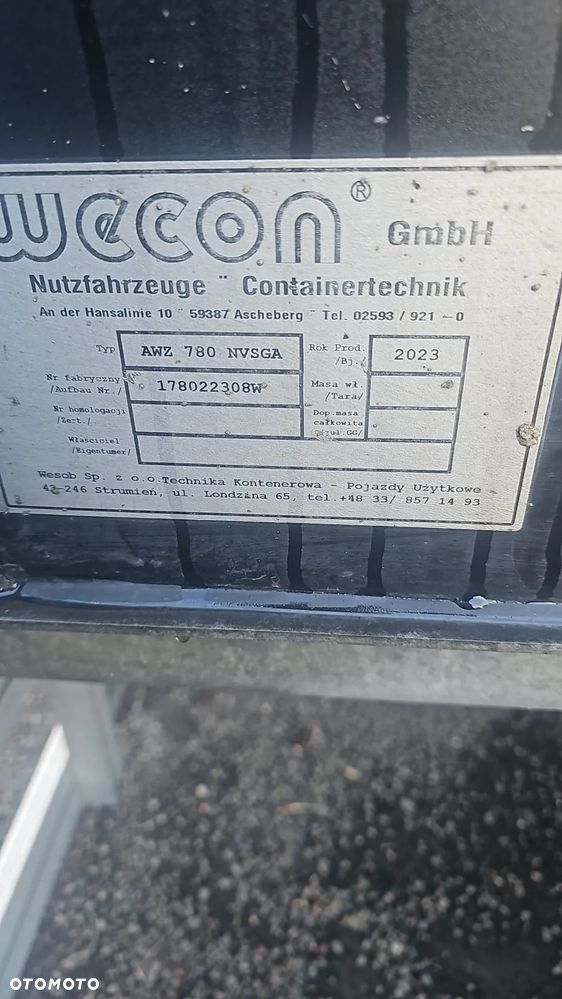 wecon® GmbH
Nutzfahrzeuge ¨ Containertechnik
An der Hansalinie 10 ¨ 59387 Ascheberg ¨ Tel. 02593 / 921 - 0
Typ AWZ 780 NVSGA Rok Prod. /Bj./ 2023
Nr fabryczny /Aufbau Nr./ 178022308W Masa wł. /Tara/
Nr homologacji /Zert./ Dop.masa całkowita /zul.GG/
Właściciel /Eigentumer/
Wesob Sp. z o.o.Technika Kontenerowa - Pojazdy Użytkowe
43-246 Strumień, ul. Londzina 65, tel.+48 33/ 857 14 93
OTOMOTO